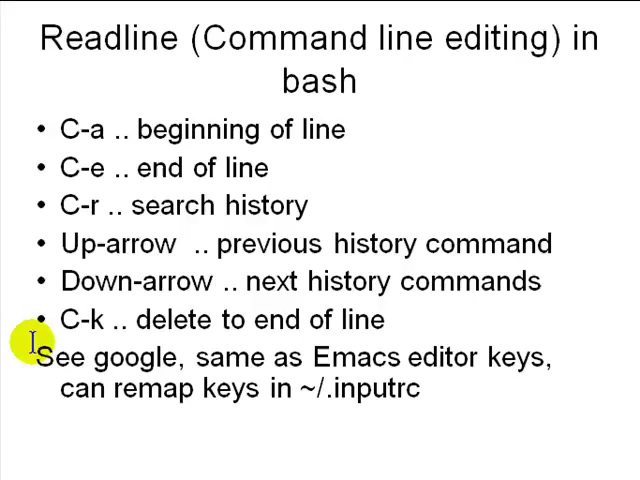 Readline (Command line editing) in
bash
• C-a .. beginning of line
• C-e .. end of line
• C-r .. search history
• Up-arrow .. previous history command
• Down-arrow .. next history commands
• C-k .. delete to end of line
See google, same as Emacs editor keys,
can remap keys in ~/.inputrc